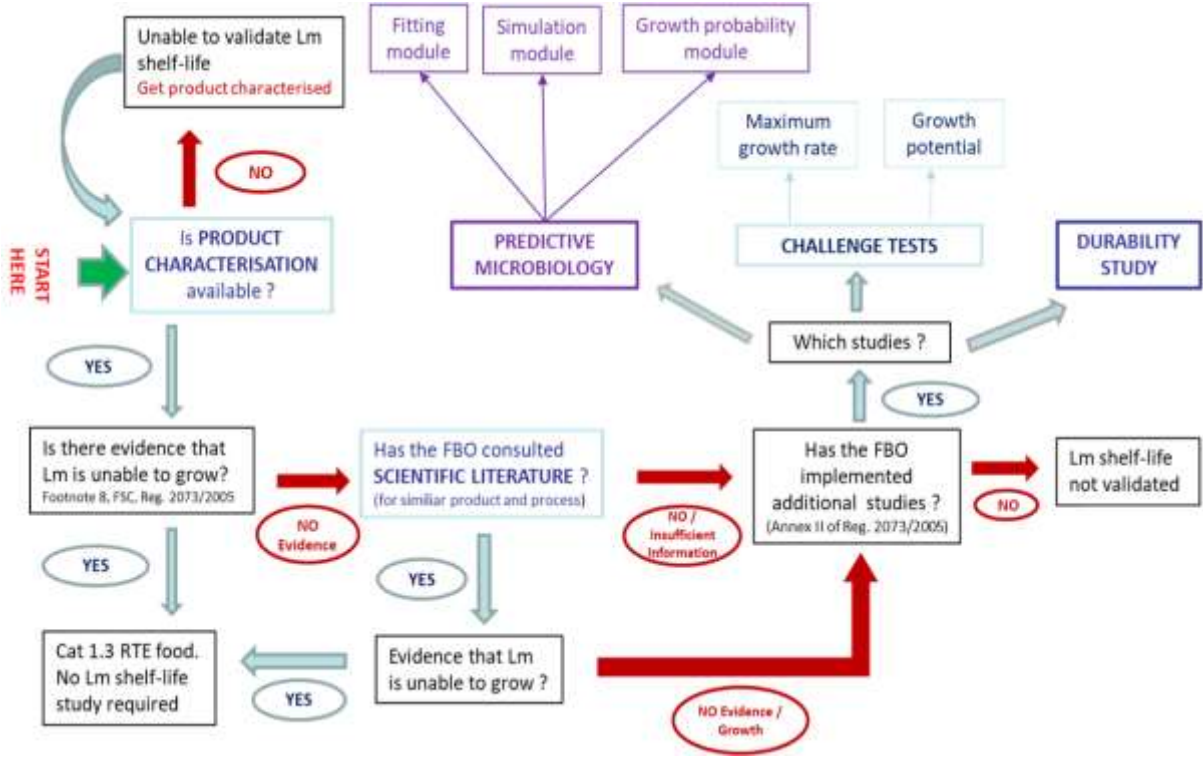 Unable to validate Lm
shelf-life
Get product characterised
Fitting
module
Simulation
module
Growth probability
module
Maximum
growth rate
Growth
potential
NO
START
HERE
Is PRODUCT
CHARACTERISATION
available ?
PREDICTIVE
MICROBIOLOGY
CHALLENGE TESTS
DURABILITY
STUDY
Which studies ?
YES
YES
Is there evidence that
Lm is unable to grow?
Footnote 8, FSC, Reg. 2073/2005
NO
Evidence
Has the FBO consulted
SCIENTIFIC LITERATURE ?
(for similiar product and process)
NO /
Insufficient
Information
Has the FBO
implemented
additional studies ?
(Annex II of Reg. 2073/2005)
NO
Lm shelf-life
not validated
YES
YES
Cat 1.3 RTE food.
No Lm shelf-life
study required
YES
Evidence that Lm
is unable to grow ?
NO Evidence /
Growth